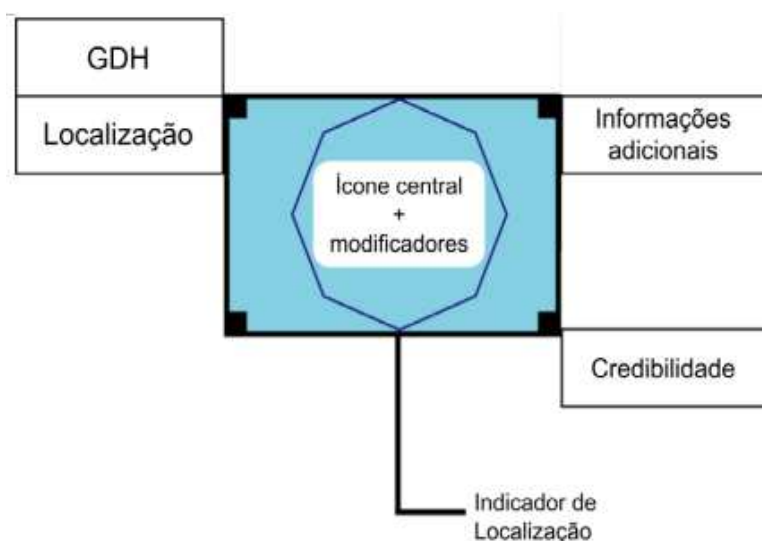 GDH
Localização
Informações
adicionais
Ícone central
+
modificadores
Credibilidade
Indicador de
Localização